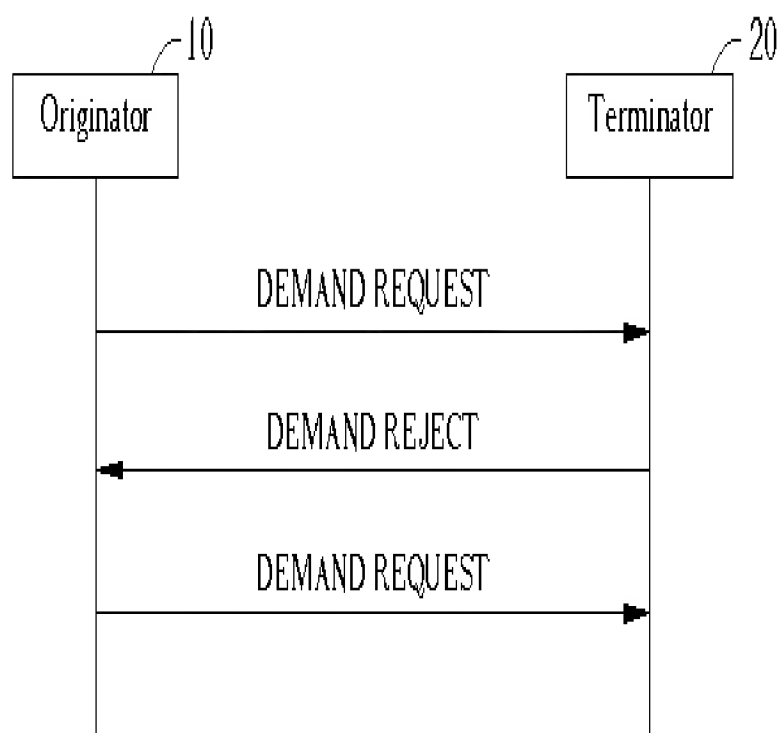 10
20
Originator
Terminator
DEMAND REQUEST
DEMAND REJECT
DEMAND REQUEST